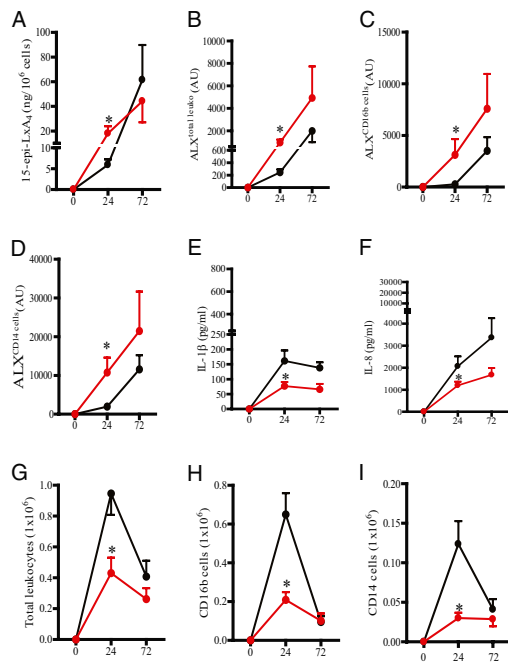 A
15-epi-LxA4 (ng/10^6 cells)
100
80
60
40
20
10
5
0
0 24 72
*
B
ALX^total leuko (AU)
10000
8000
6000
4000
2000
600
400
200
0
0 24 72
*
C
ALX^CD16b cells(AU)
15000
10000
5000
0
0 24 72
*
D
ALX^CD14 cells(AU)
40000
30000
20000
10000
0
0 24 72
*
E
IL-1β (pg/ml)
800
600
400
250
200
150
100
50
0
0 24 72
*
F
IL-8 (pg/ml)
30000
20000
10000
4000
3000
2000
1000
0
0 24 72
*
G
Total leukocytes (1x10^6)
1.0
0.8
0.6
0.4
0.2
0.0
0 24 72
*
H
CD16b cells (1x10^6)
0.8
0.6
0.4
0.2
0.0
0 24 72
*
I
CD14 cells (1x10^6)
0.20
0.15
0.10
0.05
0.00
0 24 72
*